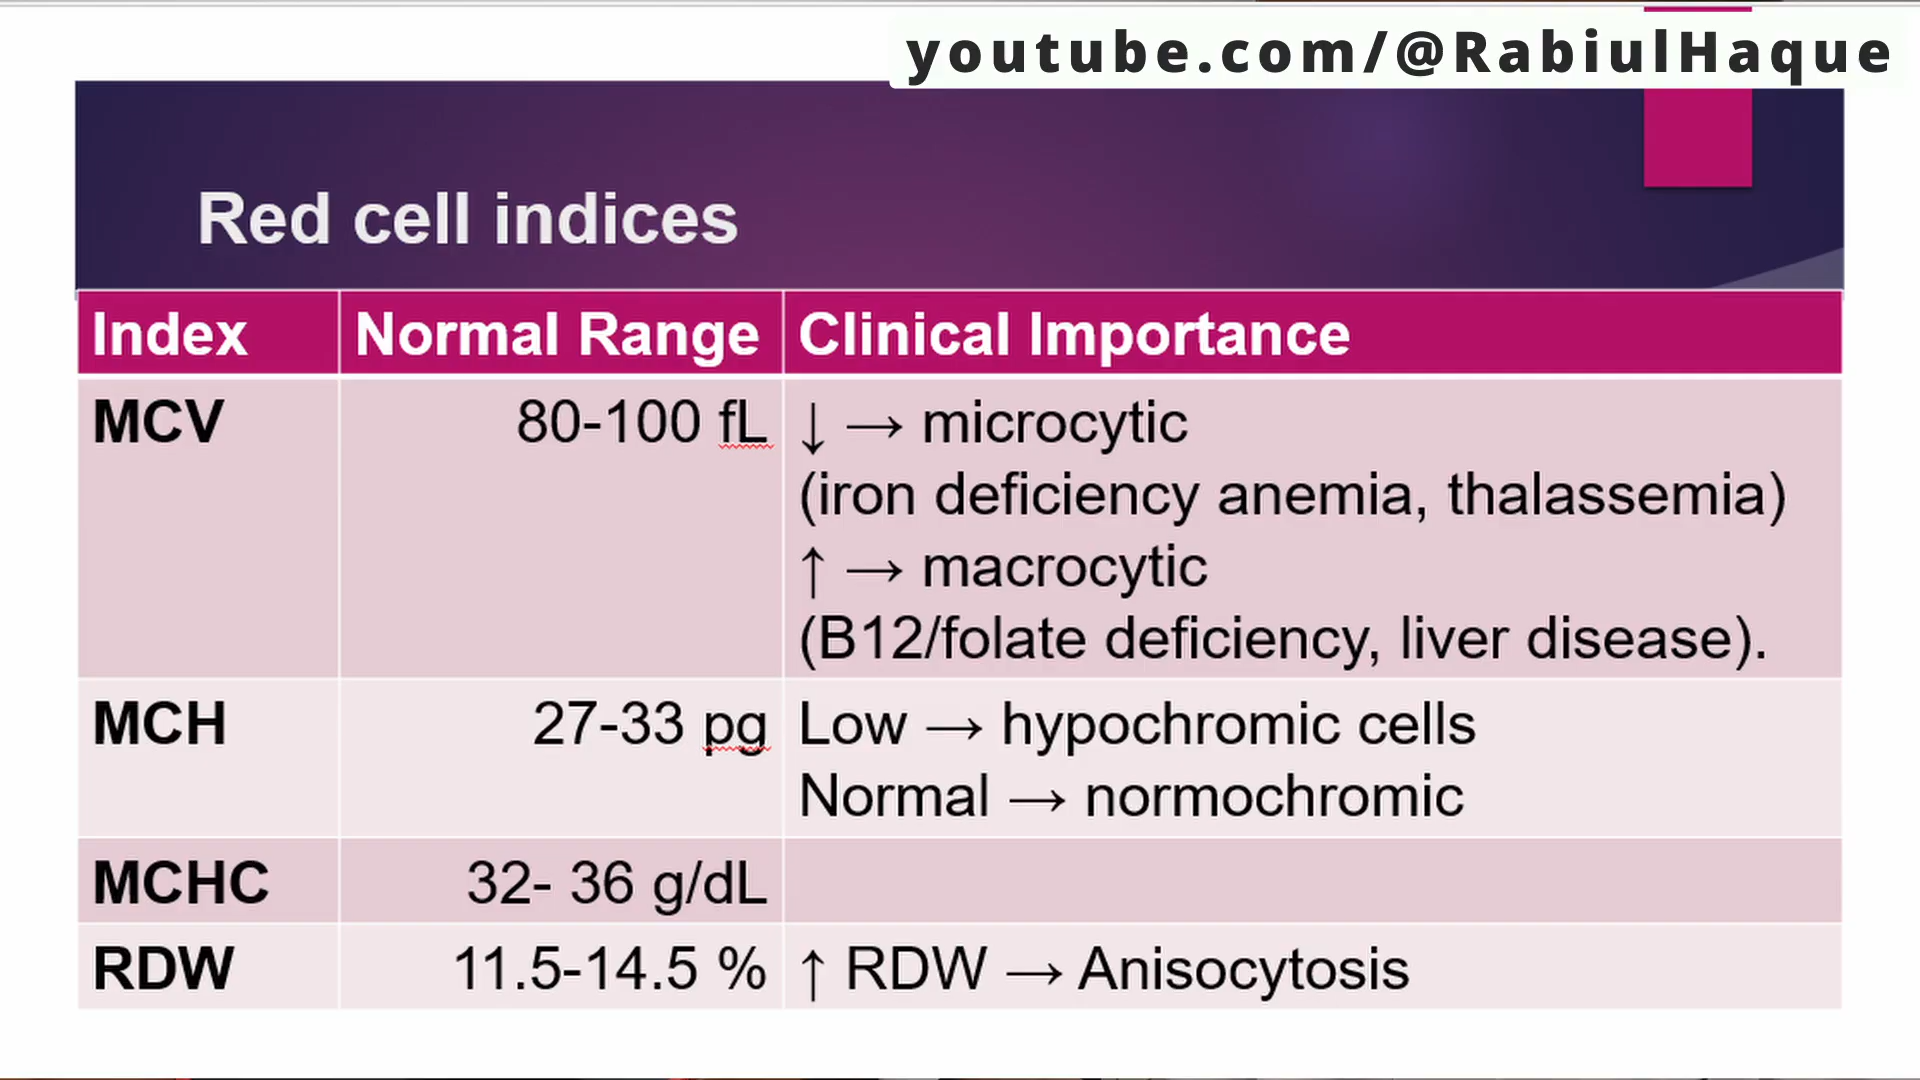 youtube.com/@RabiulHaque
Red cell indices
Index Normal Range Clinical Importance
MCV 80-100 fL ↓ → microcytic
(iron deficiency anemia, thalassemia)
↑ → macrocytic
(B12/folate deficiency, liver disease).
MCH 27-33 pg Low → hypochromic cells
Normal → normochromic
MCHC 32- 36 g/dL
RDW 11.5-14.5 % ↑ RDW → Anisocytosis